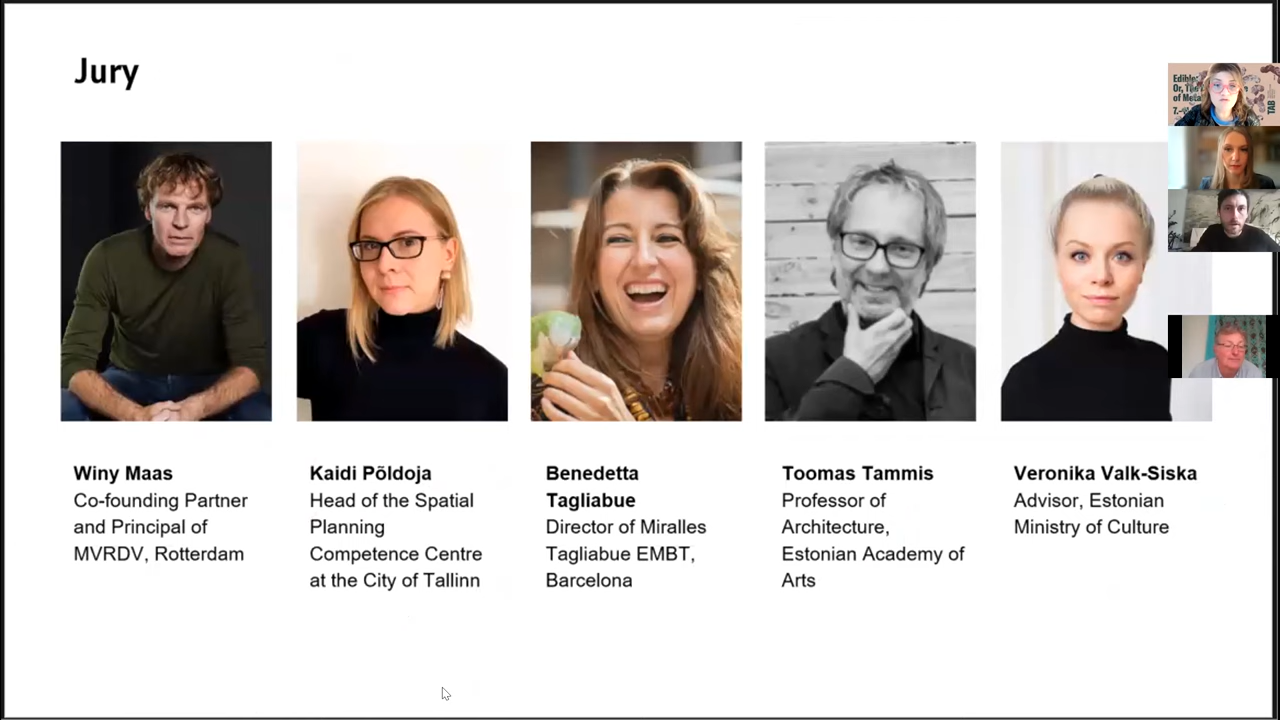 Jury
Winy Maas
Co-founding Partner
and Principal of
MVRDV, Rotterdam
Kaidi Põldoja
Head of the Spatial
Planning
Competence Centre
at the City of Tallinn
Benedetta
Tagliabue
Director of Miralles
Tagliabue EMBT,
Barcelona
Toomas Tammis
Professor of
Architecture,
Estonian Academy of
Arts
Veronika Valk-Siska
Advisor, Estonian
Ministry of Culture
Or,
TAB